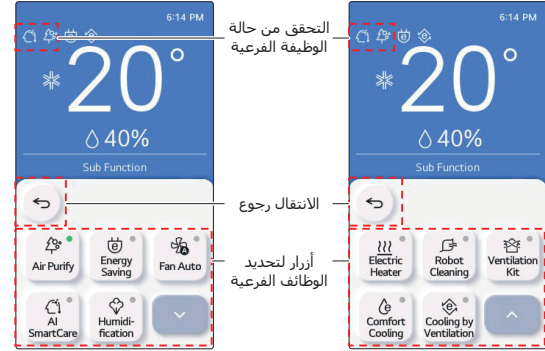 6:14 PM
20°
40%
Sub Function
Air Purify
Energy
Saving
Fan Auto
AI
SmartCare
Humidi-
fication
التحقق من حالة
الوظيفة الفرعية
الانتقال رجوع
أزرار لتحديد
الوظائف الفرعية
6:14 PM
20°
40%
Sub Function
Electric
Heater
Robot
Cleaning
Ventilation
Kit
Comfort
Cooling
Cooling by
Ventilation